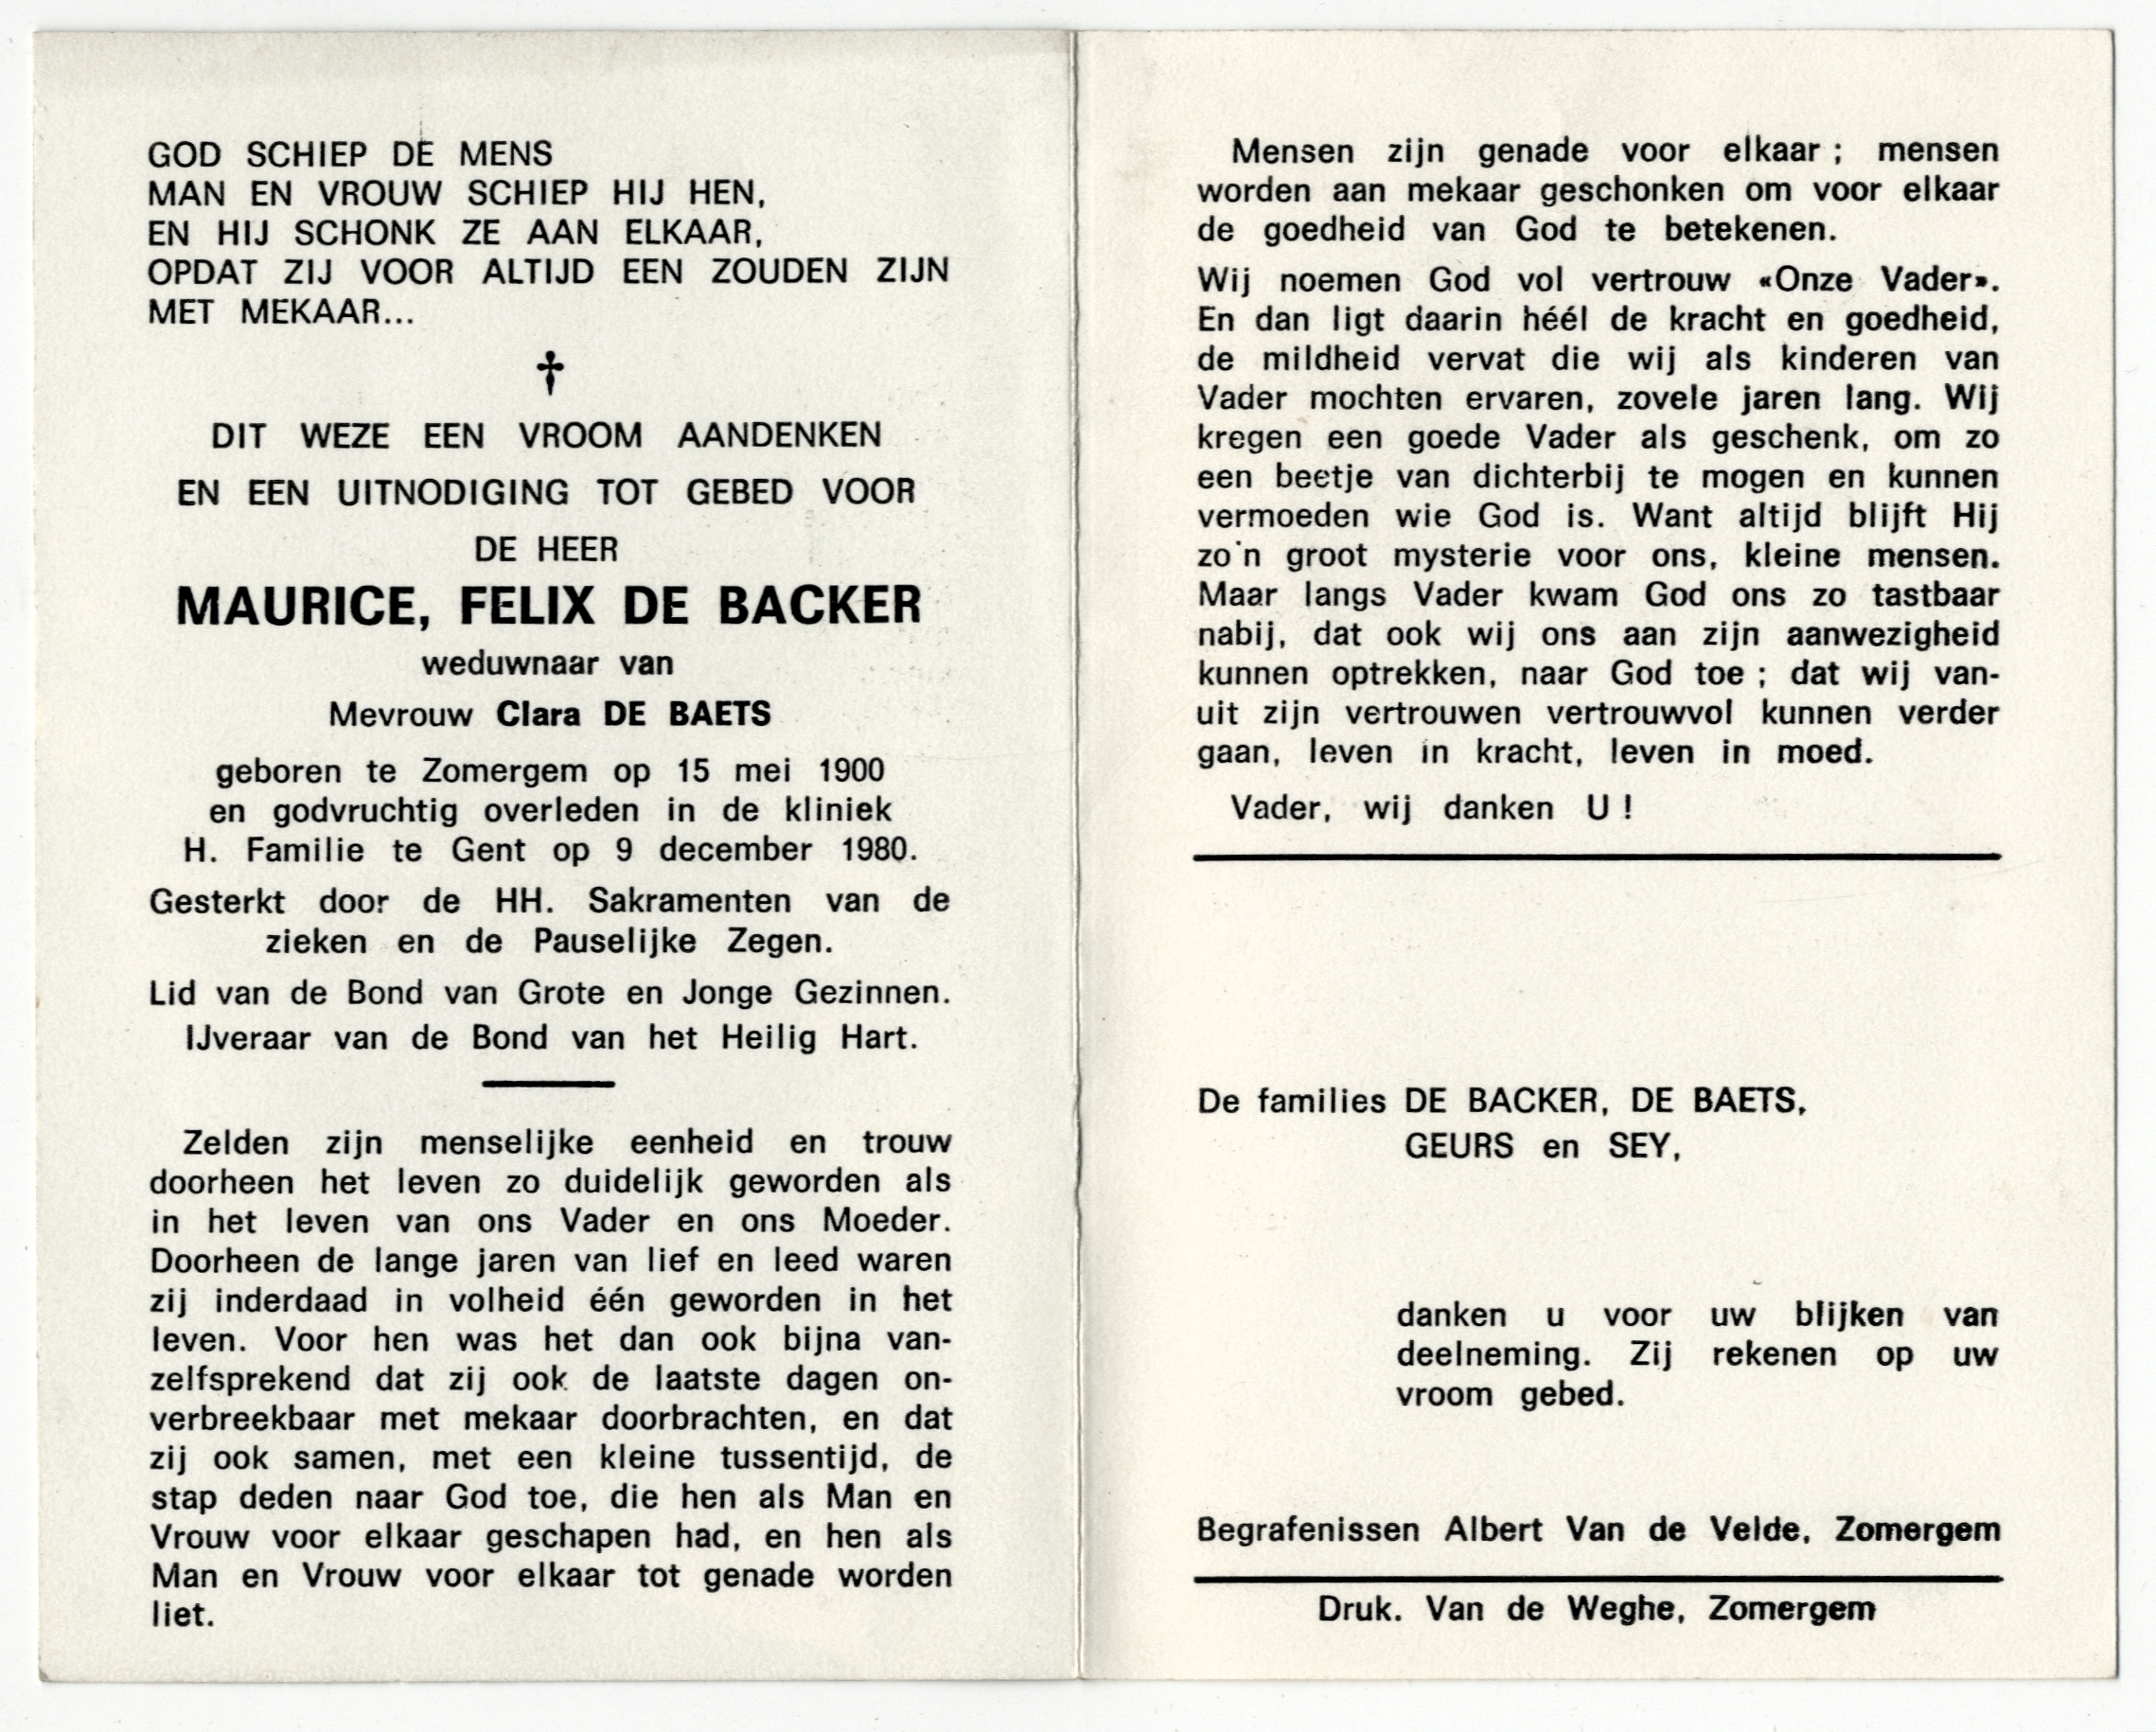 GOD SCHIEP DE MENS
MAN EN VROUW SCHIEP HIJ HEN,
EN HIJ SCHONK ZE AAN ELKAAR,
OPDAT ZIJ VOOR ALTIJD EEN ZOUDEN ZIJN
MET MEKAAR...
DIT WEZE EEN VROOM AANDENKEN
EN EEN UITNODIGING TOT GEBED VOOR
DE HEER
MAURICE, FELIX DE BACKER
weduwnaar van
Mevrouw Clara DE BAETS
geboren te Zomergem op 15 mei 1900
en godvruchtig overleden in de kliniek
H. Familie te Gent op 9 december 1980.
Gesterkt door de HH. Sakramenten van de
zieken en de Pauselijke Zegen.
Lid van de Bond van Grote en Jonge Gezinnen.
IJveraar van de Bond van het Heilig Hart.
Zelden zijn menselijke eenheid en trouw
doorheen het leven zo duidelijk geworden als
in het leven van ons Vader en ons Moeder.
Doorheen de lange jaren van lief en leed waren
zij inderdaad in volheid één geworden in het
leven. Voor hen was het dan ook bijna van-
zelfsprekend dat zij ook de laatste dagen on-
verbreekbaar met mekaar doorbrachten, en dat
zij ook samen, met een kleine tussentijd, de
stap deden naar God toe, die hen als Man en
Vrouw voor elkaar geschapen had, en hen als
Man en Vrouw voor elkaar tot genade worden
liet.
Mensen zijn genade voor elkaar ; mensen
worden aan mekaar geschonken om voor elkaar
de goedheid van God te betekenen.
Wij noemen God vol vertrouw «Onze Vader».
En dan ligt daarin héél de kracht en goedheid,
de mildheid vervat die wij als kinderen van
Vader mochten ervaren, zovele jaren lang. Wij
kregen een goede Vader als geschenk, om zo
een beetje van dichterbij te mogen en kunnen
vermoeden wie God is. Want altijd blijft Hij
zo'n groot mysterie voor ons, kleine mensen.
Maar langs Vader kwam God ons zo tastbaar
nabij, dat ook wij ons aan zijn aanwezigheid
kunnen optrekken, naar God toe ; dat wij van-
uit zijn vertrouwen vertrouwvol kunnen verder
gaan, leven in kracht, leven in moed.
Vader, wij danken U !
De families DE BACKER, DE BAETS,
GEURS en SEY,
danken u voor uw blijken van
deelneming. Zij rekenen op uw
vroom gebed.
Begrafenissen Albert Van de Velde, Zomergem
Druk. Van de Weghe, Zomergem